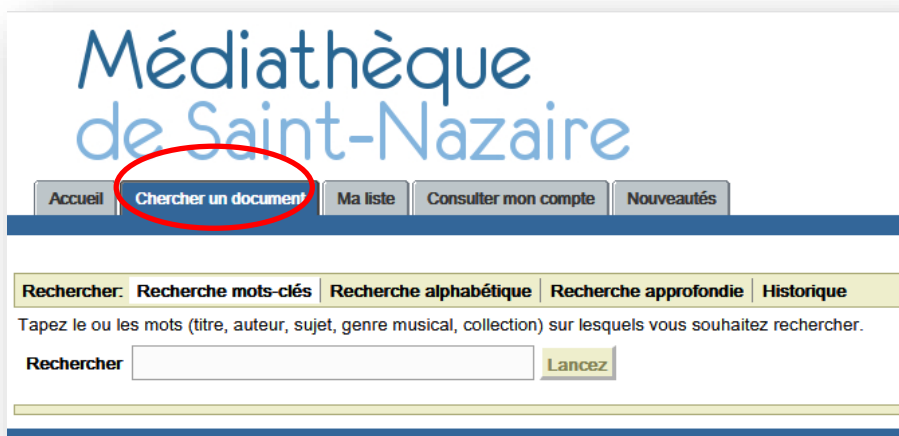 Médiathèque
de Saint-Nazaire
Accueil Chercher un document Ma liste Consulter mon compte Nouveautés
Rechercher: Recherche mots-clés Recherche alphabétique Recherche approfondie Historique
Tapez le ou les mots (titre, auteur, sujet, genre musical, collection) sur lesquels vous souhaitez rechercher.
Rechercher Lancez